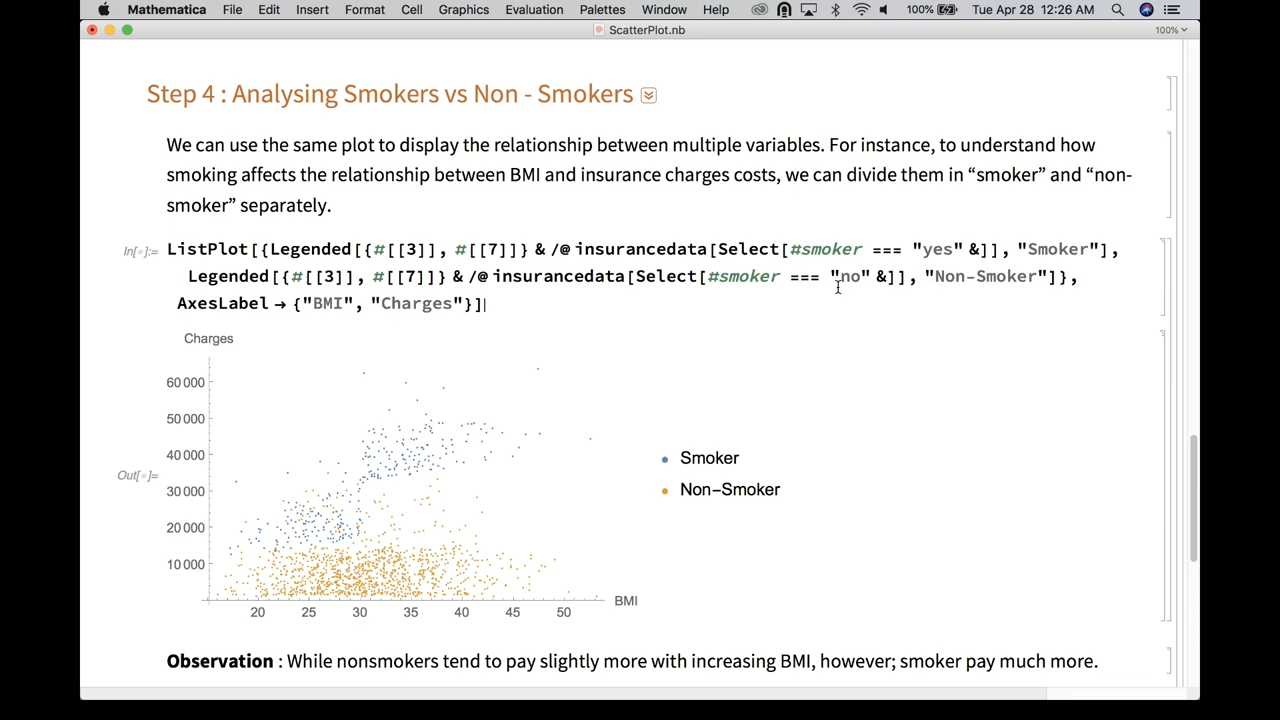 Mathematica File Edit Insert Format Cell Graphics Evaluation Palettes Window Help 100% Tue Apr 28 12:26 AM
ScatterPlot.nb 100%
Step 4 : Analysing Smokers vs Non - Smokers
We can use the same plot to display the relationship between multiple variables. For instance, to understand how
smoking affects the relationship between BMI and insurance charges costs, we can divide them in “smoker” and “non-
smoker” separately.
In[◦]:= ListPlot[{Legended[{#[[3]], #[[7]]} & /@ insurancedata[Select[#smoker === "yes" &]], "Smoker"],
Legended[{#[[3]], #[[7]]} & /@ insurancedata[Select[#smoker === "no" &]], "Non-Smoker"]},
AxesLabel → {"BMI", "Charges"}]
Charges
60 000
50 000
40 000
30 000
20 000
10 000
Out[◦]=
Smoker
Non-Smoker
20 25 30 35 40 45 50 BMI
Observation : While nonsmokers tend to pay slightly more with increasing BMI, however; smoker pay much more.